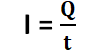 I = Q/t